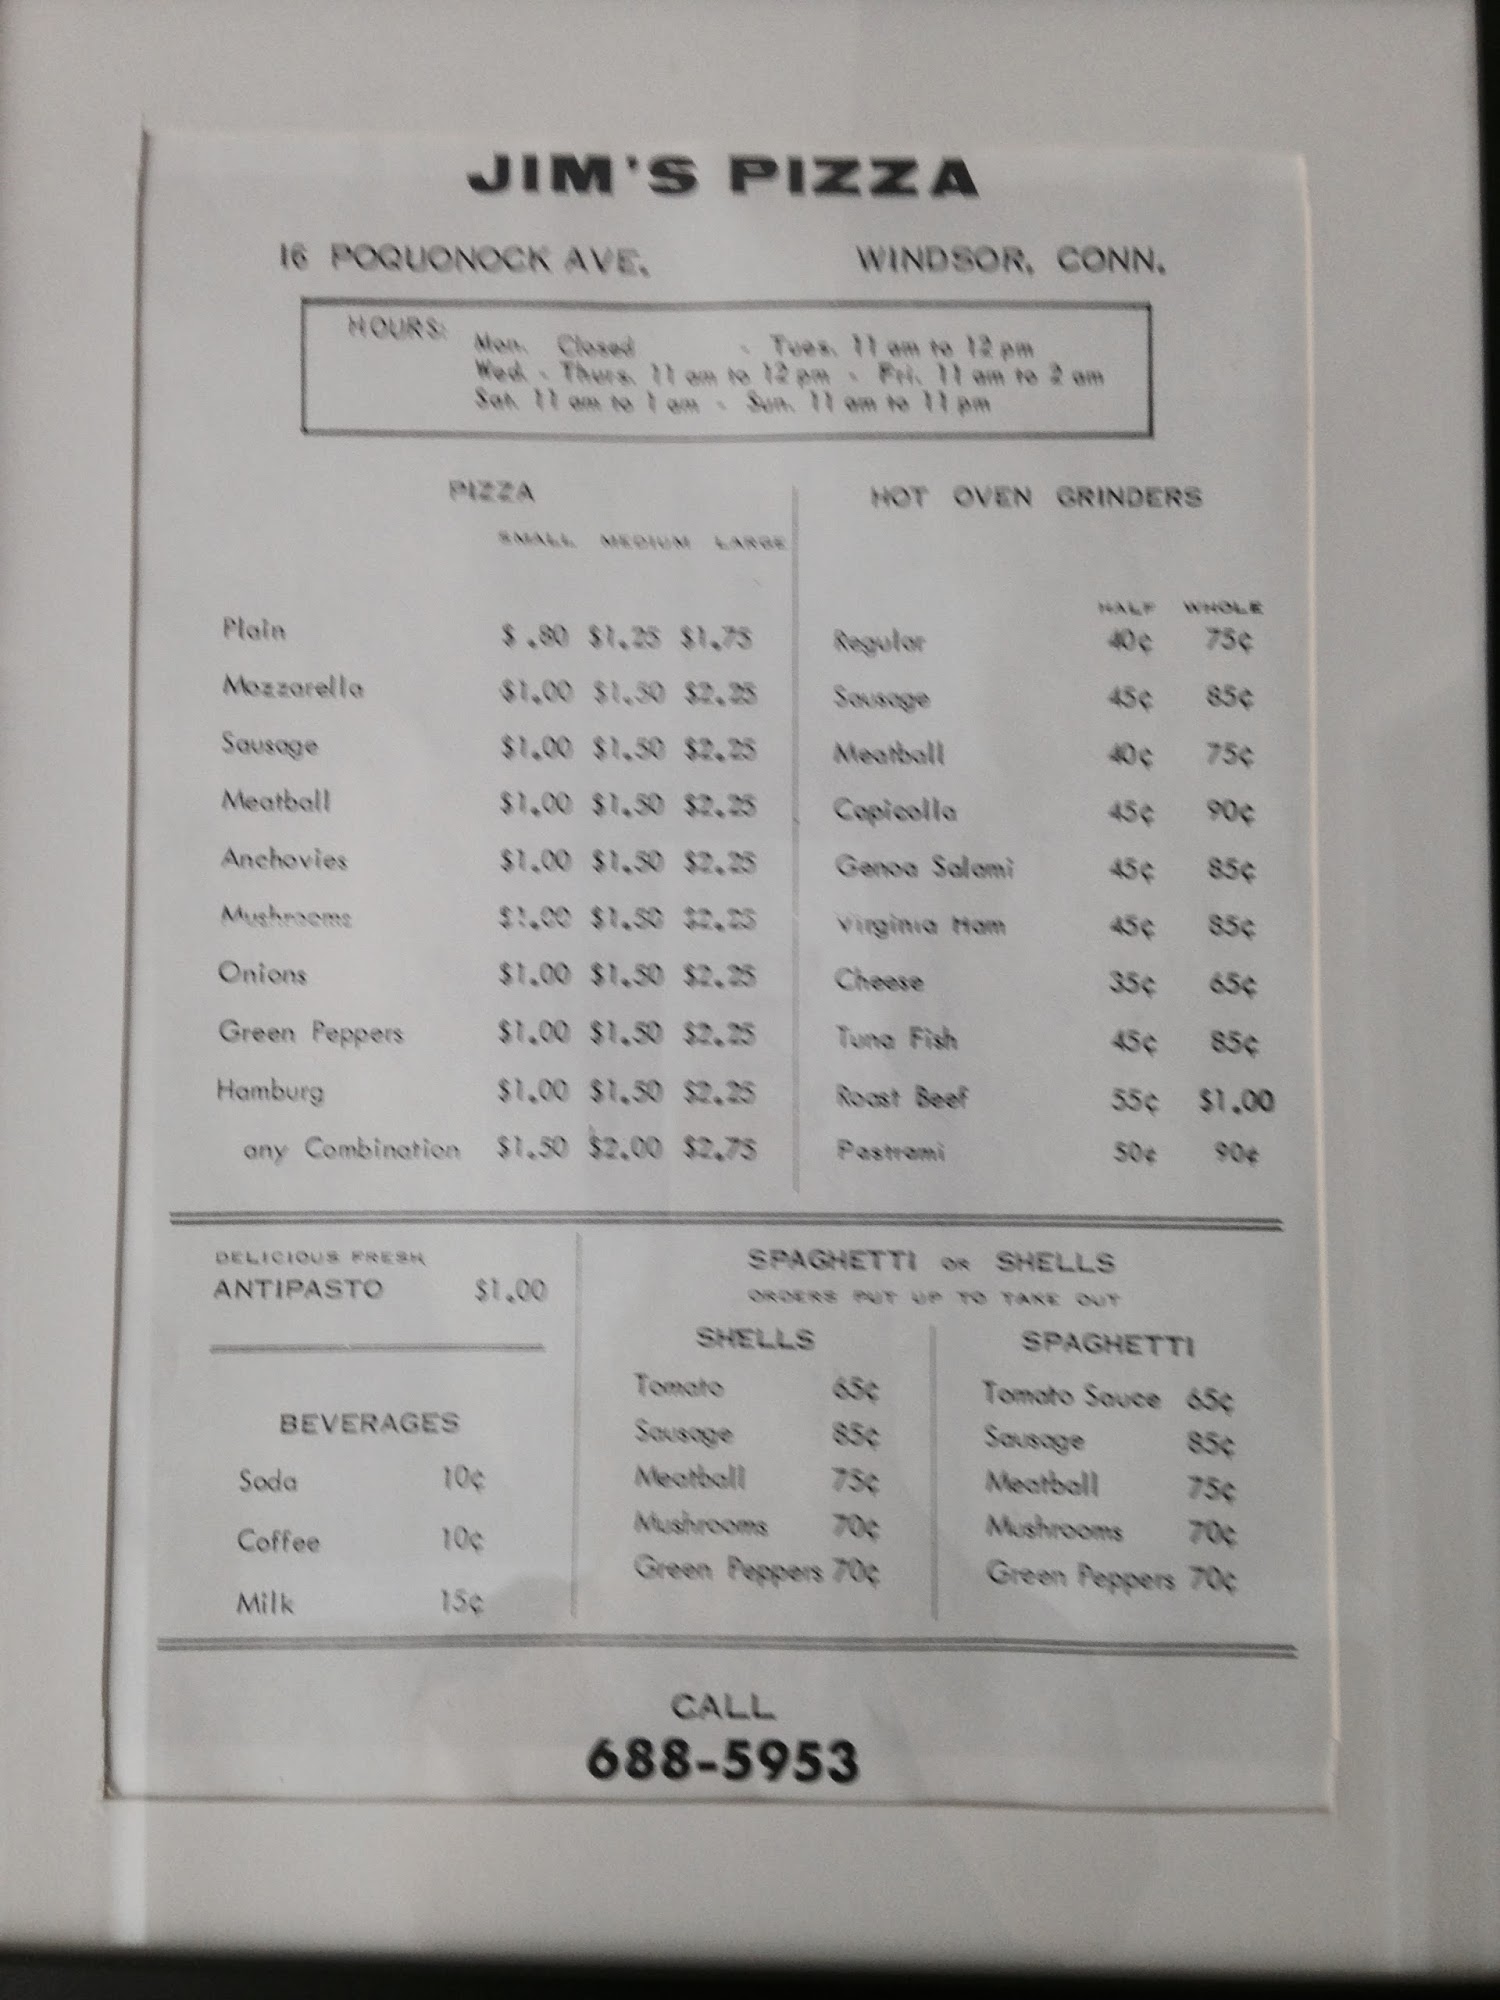 JIM'S PIZZA
16 POQUONOCK AVE. WINDSOR, CONN.
HOURS: Mon. Closed - Tues. 11 am to 12 pm
Wed. - Thurs. 11 am to 12 pm - Fri. 11 am to 2 am
Sat. 11 am to 1 am - Sun. 11 am to 11 pm
PIZZA
SMALL MEDIUM LARGE
Plain $ .80 $1.25 $1.75
Mozzarella $1.00 $1.50 $2.25
Sausage $1.00 $1.50 $2.25
Meatball $1.00 $1.50 $2.25
Anchovies $1.00 $1.50 $2.25
Mushrooms $1.00 $1.50 $2.25
Onions $1.00 $1.50 $2.25
Green Peppers $1.00 $1.50 $2.25
Hamburg $1.00 $1.50 $2.25
any Combination $1.50 $2.00 $2.75
HOT OVEN GRINDERS
HALF WHOLE
Regular 40¢ 75¢
Sausage 45¢ 85¢
Meatball 40¢ 75¢
Capicolla 45¢ 90¢
Genoa Salami 45¢ 85¢
Virginia Ham 45¢ 85¢
Cheese 35¢ 65¢
Tuna Fish 45¢ 85¢
Roast Beef 55¢ $1.00
Pastrami 50¢ 90¢
DELICIOUS FRESH
ANTIPASTO $1.00
BEVERAGES
Soda 10¢
Coffee 10¢
Milk 15¢
SPAGHETTI OR SHELLS
ORDERS PUT UP TO TAKE OUT
SHELLS
Tomato 65¢
Sausage 85¢
Meatball 75¢
Mushrooms 70¢
Green Peppers 70¢
SPAGHETTI
Tomato Sauce 65¢
Sausage 85¢
Meatball 75¢
Mushrooms 70¢
Green Peppers 70¢
CALL
688-5953